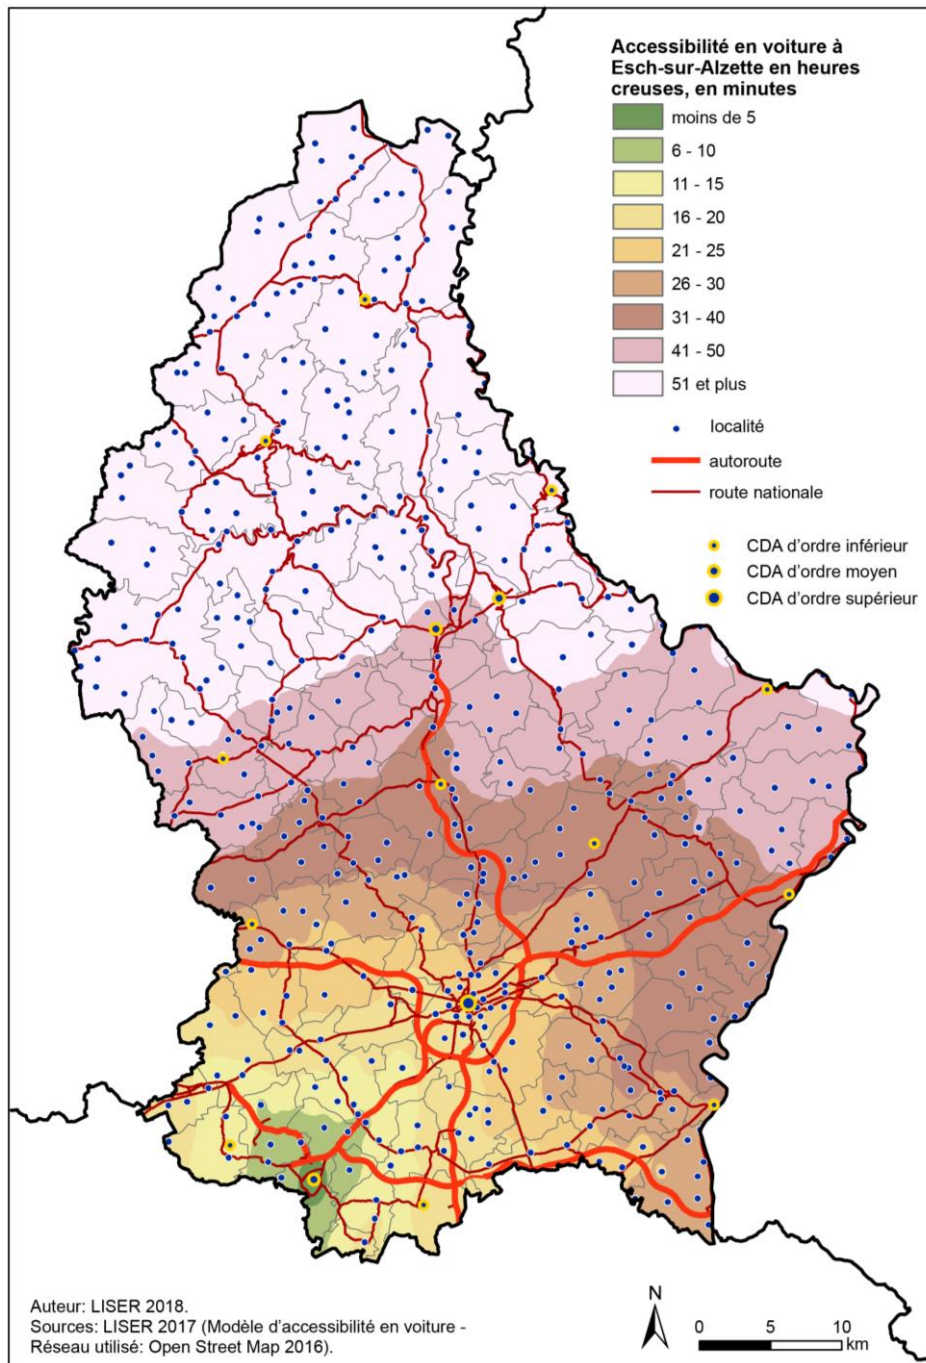 Accessibilité en voiture à
Esch-sur-Alzette en heures
creuses, en minutes
moins de 5
6 - 10
11 - 15
16 - 20
21 - 25
26 - 30
31 - 40
41 - 50
51 et plus
localité
autoroute
route nationale
CDA d'ordre inférieur
CDA d'ordre moyen
CDA d'ordre supérieur
Auteur: LISER 2018.
Sources: LISER 2017 (Modèle d'accessibilité en voiture -
Réseau utilisé: Open Street Map 2016).
N
0 5 10
km